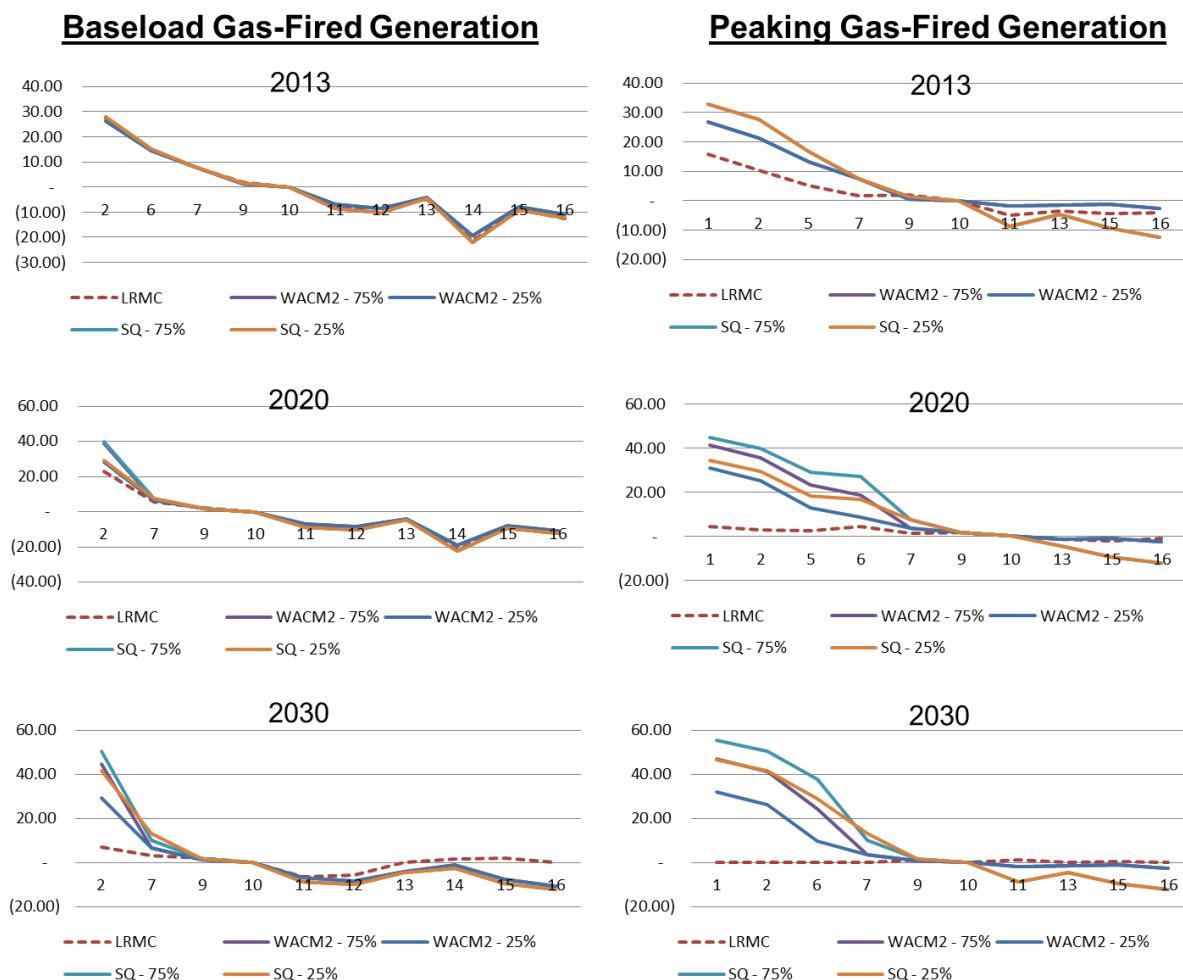 Baseload Gas-Fired Generation
2013
40.00
30.00
20.00
10.00
-
(10.00)
(20.00)
(30.00)
2 6 7 9 10 11 12 13 14 15 16
LRMC WACM2 - 75% WACM2 - 25%
SQ - 75% SQ - 25%
2020
60.00
40.00
20.00
-
(20.00)
(40.00)
2 7 9 10 11 12 13 14 15 16
LRMC WACM2 - 75% WACM2 - 25%
SQ - 75% SQ - 25%
2030
60.00
40.00
20.00
-
(20.00)
2 7 9 10 11 12 13 14 15 16
LRMC WACM2 - 75% WACM2 - 25%
SQ - 75% SQ - 25%
Peaking Gas-Fired Generation
2013
40.00
30.00
20.00
10.00
-
(10.00)
(20.00)
1 2 5 7 9 10 11 13 15 16
LRMC WACM2 - 75% WACM2 - 25%
SQ - 75% SQ - 25%
2020
60.00
40.00
20.00
-
(20.00)
1 2 5 6 7 9 10 13 15 16
LRMC WACM2 - 75% WACM2 - 25%
SQ - 75% SQ - 25%
2030
60.00
40.00
20.00
-
(20.00)
1 2 6 7 9 10 11 13 15 16
LRMC WACM2 - 75% WACM2 - 25%
SQ - 75% SQ - 25%